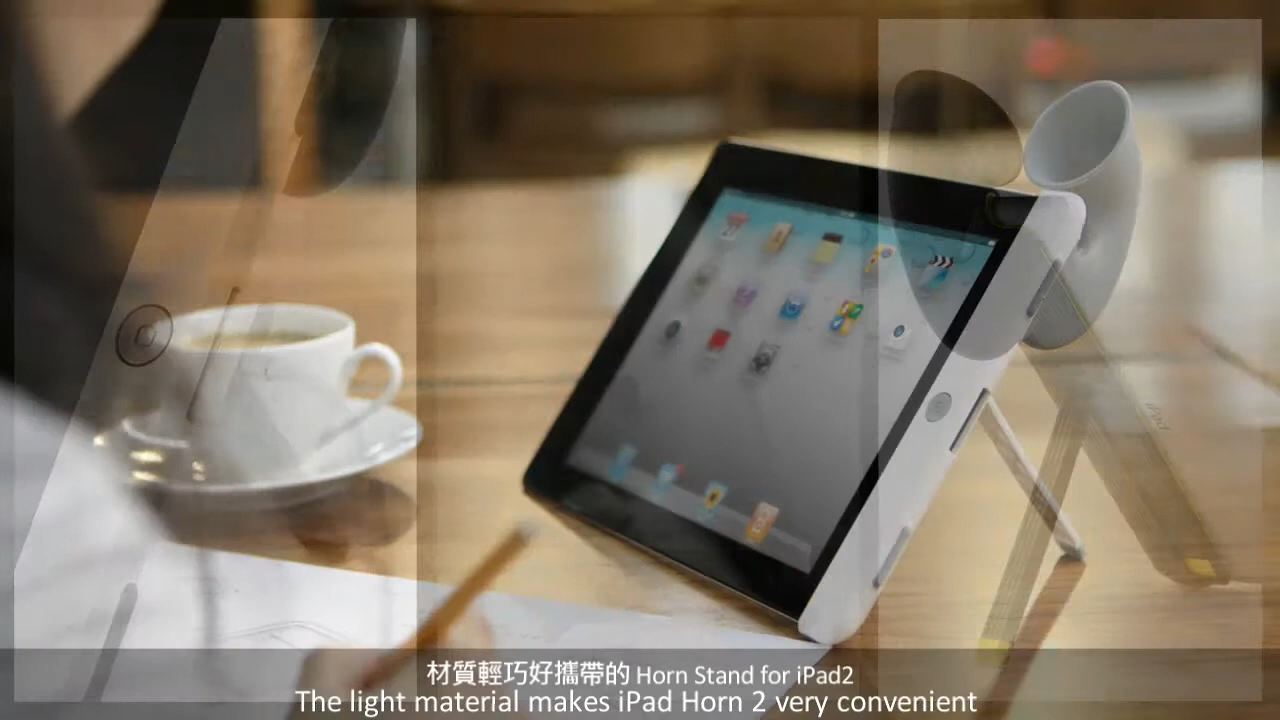 iPad
材質輕巧好攜帶的 Horn Stand for iPad2
The light material makes iPad Horn 2 very convenient